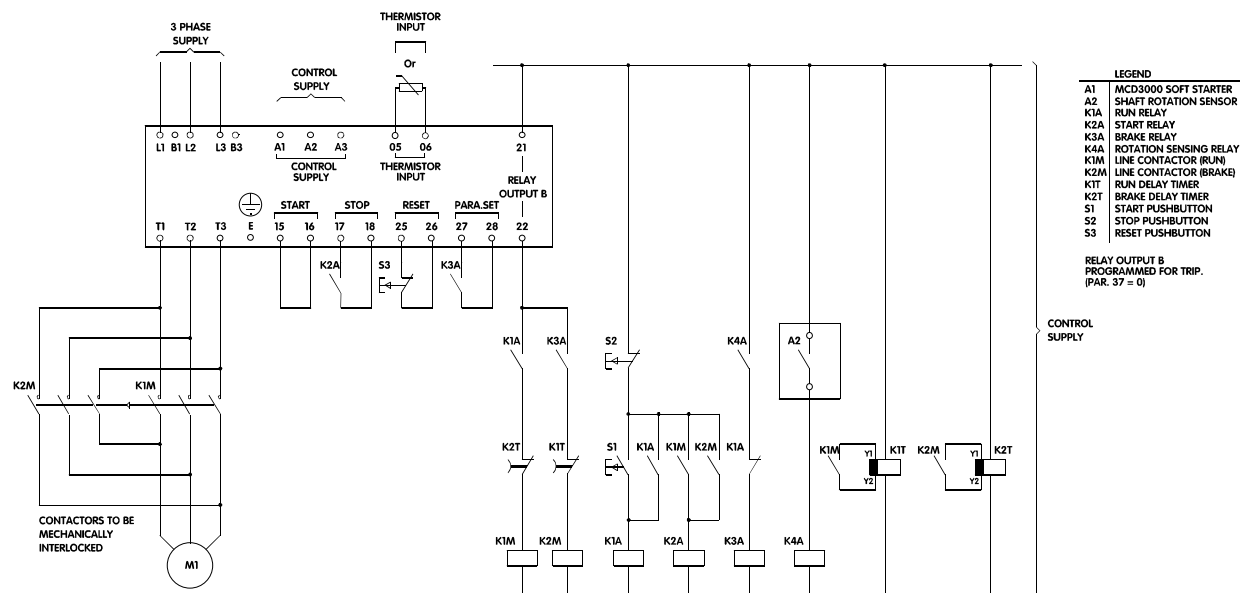 3 PHASE
SUPPLY
THERMISTOR
INPUT
Or
CONTROL
SUPPLY
L1 B1 L2 L3 B3 A1 A2 A3 05 06 21
CONTROL
SUPPLY
THERMISTOR
INPUT
RELAY
OUTPUT B
START STOP RESET PARA.SET
T1 T2 T3 E 15 16 17 18 25 26 27 28 22
K2A S3 K3A
K1A K3A S2 K4A A2
K2M K1M
K2T K1T S1 K1A K1M K2M K1A K1M Y1 K1T K2M Y1 K2T
Y2 Y2
CONTACTORS TO BE
MECHANICALLY
INTERLOCKED
K1M K2M K1A K2A K3A K4A
M1
CONTROL
SUPPLY
LEGEND
A1 MCD3000 SOFT STARTER
A2 SHAFT ROTATION SENSOR
K1A RUN RELAY
K2A START RELAY
K3A BRAKE RELAY
K4A ROTATION SENSING RELAY
K1M LINE CONTACTOR (RUN)
K2M LINE CONTACTOR (BRAKE)
K1T RUN DELAY TIMER
K2T BRAKE DELAY TIMER
S1 START PUSHBUTTON
S2 STOP PUSHBUTTON
S3 RESET PUSHBUTTON
RELAY OUTPUT B
PROGRAMMED FOR TRIP.
(PAR. 37 = 0)